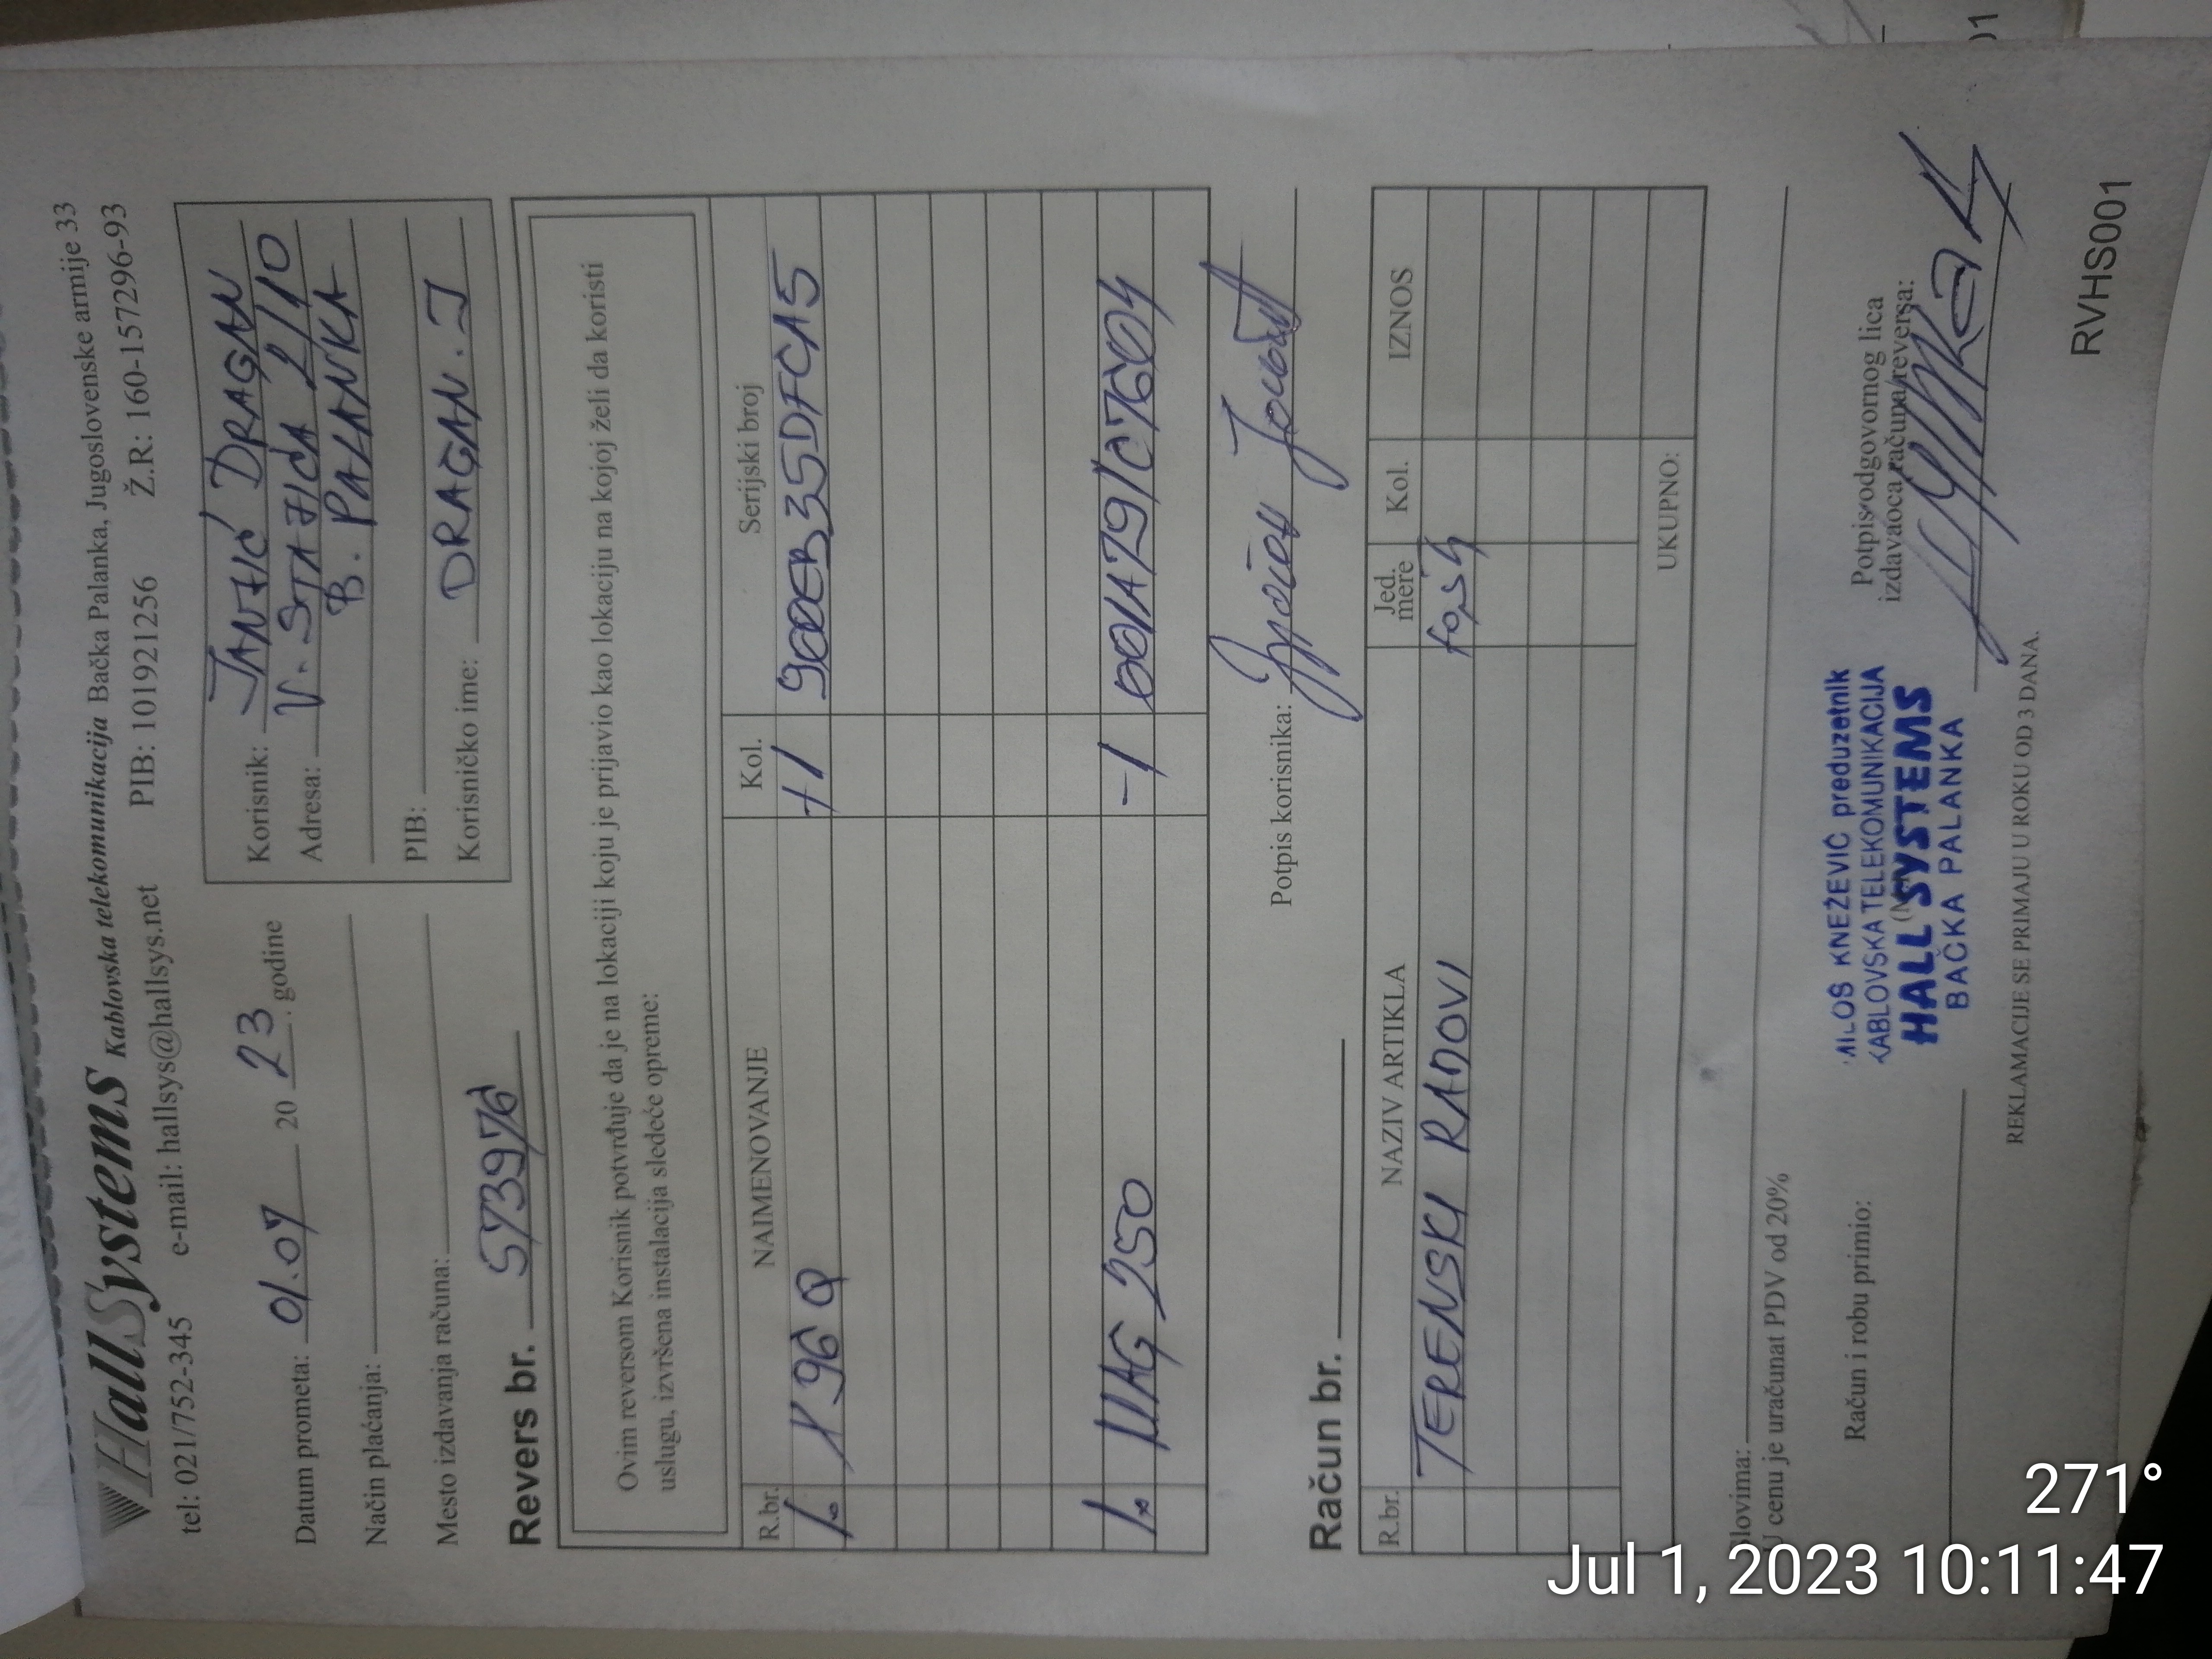 HallSystems Kablovska telekomunikacija Bačka Palanka, Jugoslovenske armije 33
tel: 021/752-345 e-mail: hallsys@hallsys.net PIB: 101921256 Ž.R: 160-157296-93
Datum prometa: 01.07 20 23. godine
Način plaćanja:
Mesto izdavanja računa:
Korisnik: JANJIĆ DRAGAN
Adresa: V. STAJIĆA 2/10
B. PALANKA
PIB:
Korisničko ime: DRAGAN.J
Revers br. 57397d
Ovim reversom Korisnik potvrđuje da je na lokaciji koju je prijavio kao lokaciju na kojoj želi da koristi
uslugu, izvršena instalacija sledeće opreme:
R.br. NAIMENOVANJE Kol. Serijski broj
1. X96Q +1 900EB35DFCA5
1. MAG 250 -1 001A79
Potpis korisnika:
Račun br.
R.br. NAZIV ARTIKLA Jed. mere Kol. IZNOS
TERENSKI RADOVI
UKUPNO:
Slovima:
U cenu je uračunat PDV od 20%
Račun i robu primio:
Potpis odgovornog lica
izdavaoca računa/reversa:
MILOŠ KNEŽEVIĆ preduzetnik
KABLOVSKA TELEKOMUNIKACIJA
HALL SYSTEMS
BAČKA PALANKA
REKLAMACIJE SE PRIMAJU U ROKU OD 3 DANA.
RVHS001
271°
Jul 1, 2023 10:11:47